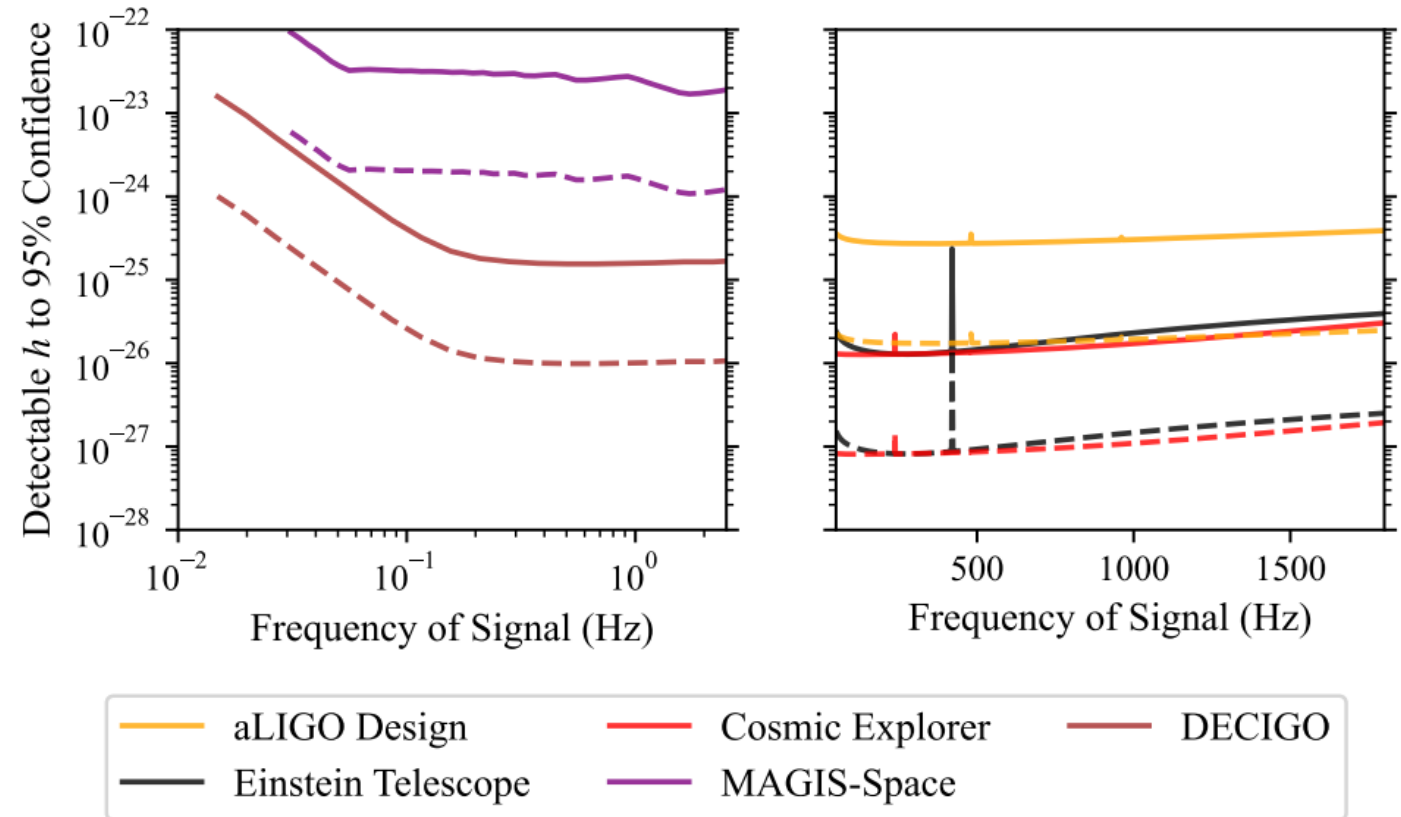 Detectable h to 95% Confidence
10⁻²²
10⁻²³
10⁻²⁴
10⁻²⁵
10⁻²⁶
10⁻²⁷
10⁻²⁸
10⁻² 10⁻¹ 10⁰
Frequency of Signal (Hz)
500 1000 1500
Frequency of Signal (Hz)
aLIGO Design Cosmic Explorer DECIGO
Einstein Telescope MAGIS-Space